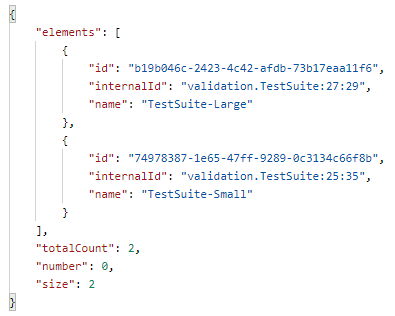 {
    "elements": [
        {
            "id": "b19b046c-2423-4c42-afdb-73b17eaa11f6",
            "internalId": "validation.TestSuite:27:29",
            "name": "TestSuite-Large"
        },
        {
            "id": "74978387-1e65-47ff-9289-0c3134c66f8b",
            "internalId": "validation.TestSuite:25:35",
            "name": "TestSuite-Small"
        }
    ],
    "totalCount": 2,
    "number": 0,
    "size": 2
}